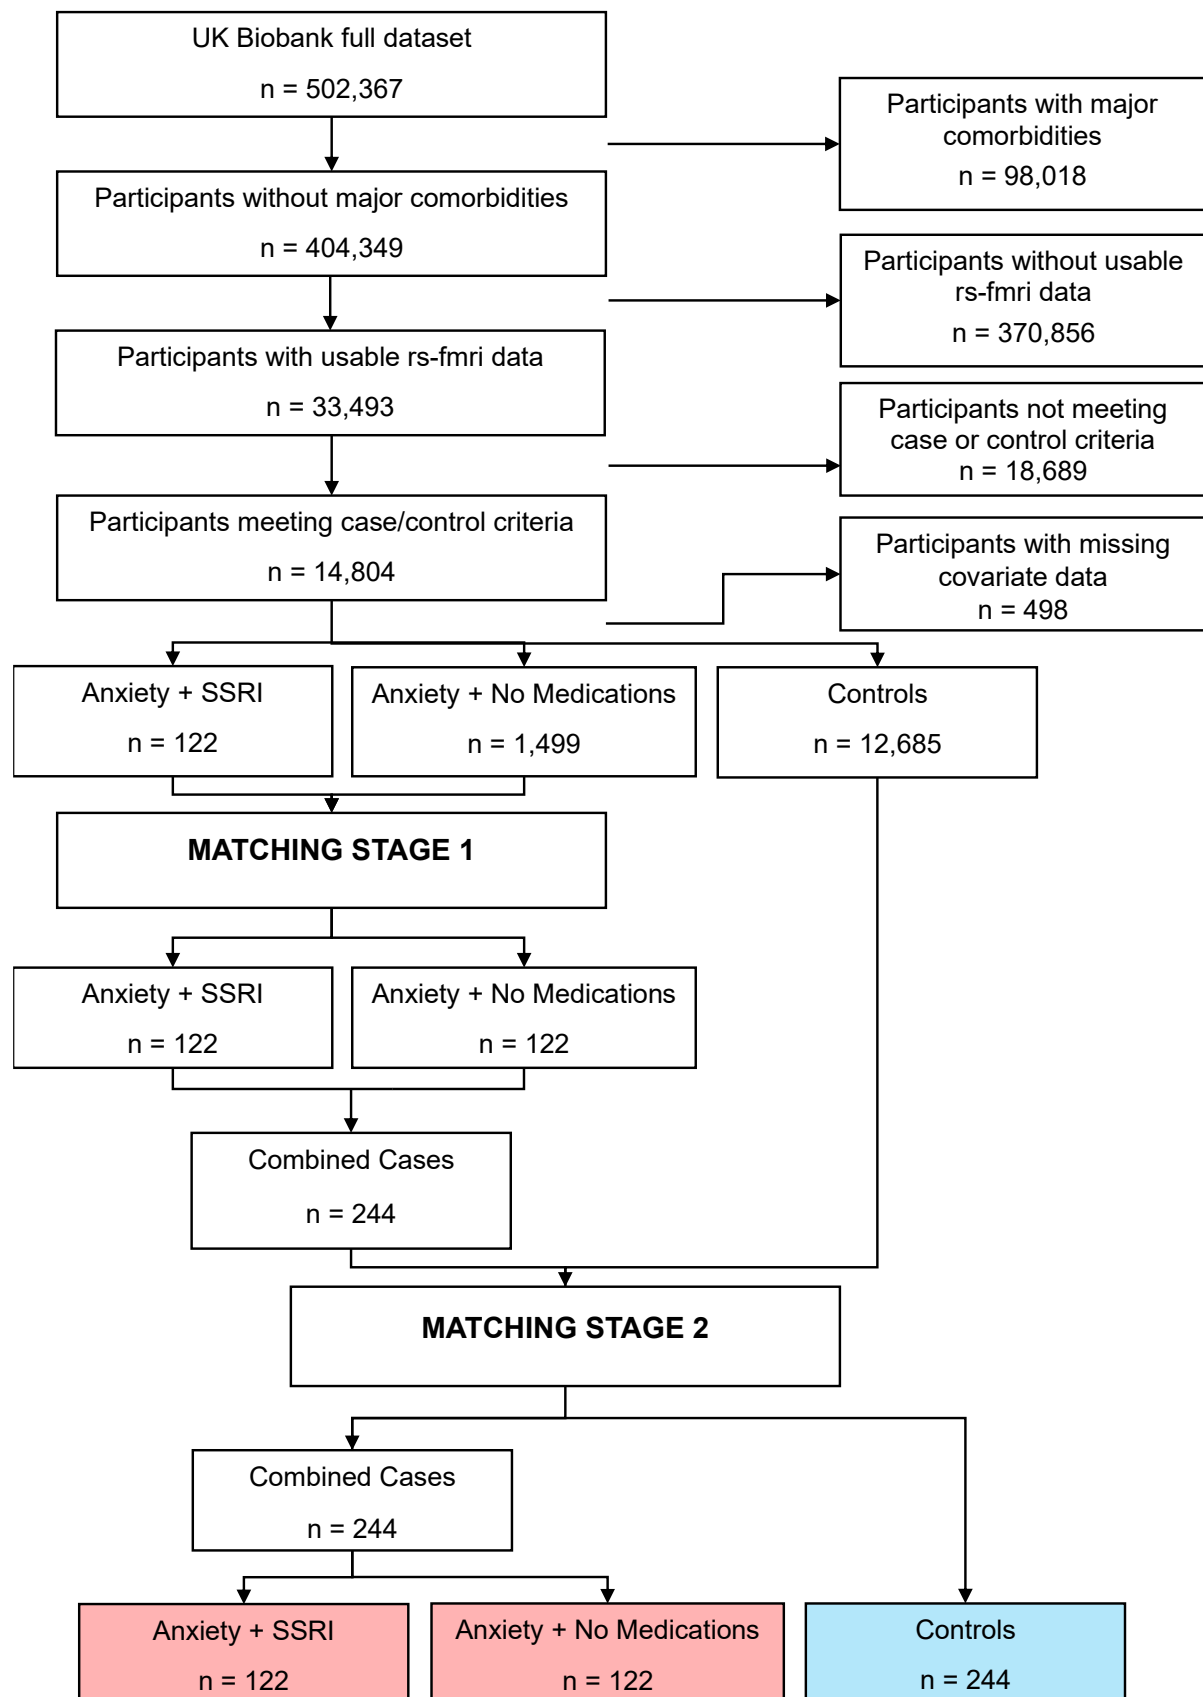 UK Biobank full dataset
n = 502,367
Participants with major
comorbidities
n = 98,018
Participants without major comorbidities
n = 404,349
Participants without usable
rs-fmri data
n = 370,856
Participants with usable rs-fmri data
n = 33,493
Participants not meeting
case or control criteria
n = 18,689
Participants meeting case/control criteria
n = 14,804
Participants with missing
covariate data
n = 498
Anxiety + SSRI
n = 122
Anxiety + No Medications
n = 1,499
Controls
n = 12,685
MATCHING STAGE 1
Anxiety + SSRI
n = 122
Anxiety + No Medications
n = 122
Combined Cases
n = 244
MATCHING STAGE 2
Combined Cases
n = 244
Anxiety + SSRI
n = 122
Anxiety + No Medications
n = 122
Controls
n = 244